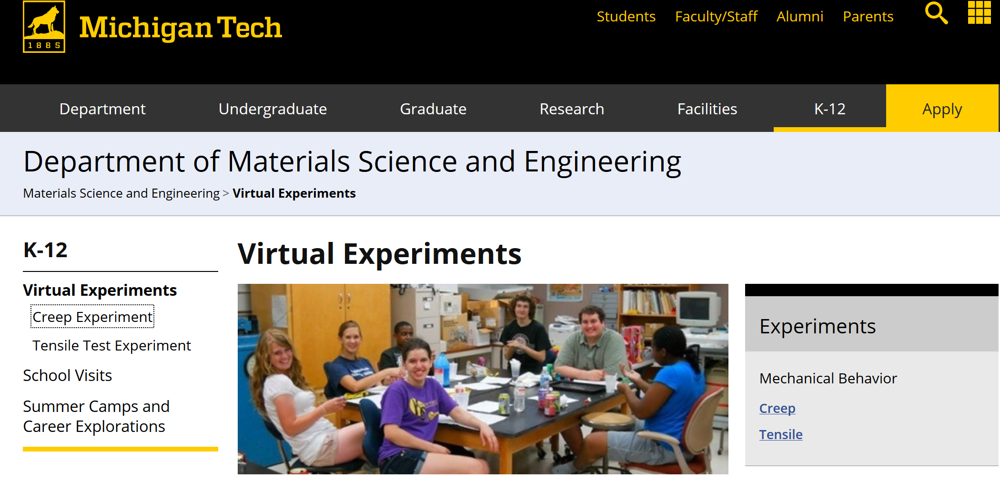 1885
Michigan Tech
Students Faculty/Staff Alumni Parents
Department Undergraduate Graduate Research Facilities K-12 Apply
Department of Materials Science and Engineering
Materials Science and Engineering > Virtual Experiments
K-12
Virtual Experiments
Creep Experiment
Tensile Test Experiment
School Visits
Summer Camps and
Career Explorations
Virtual Experiments
Experiments
Mechanical Behavior
Creep
Tensile